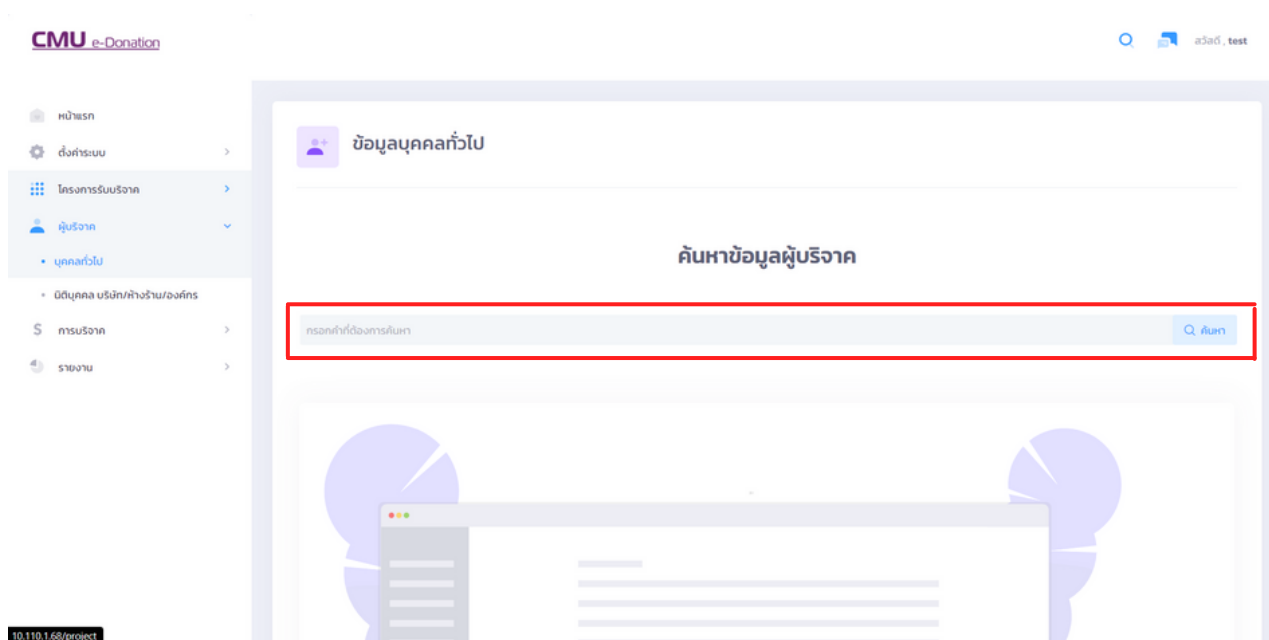 CMU e-Donation
สวัสดี , test
หน้าแรก
ตั้งค่าระบบ
โครงการรับบริจาค
ผู้บริจาค
บุคคลทั่วไป
นิติบุคคล บริษัท/ห้างร้าน/องค์กร
การบริจาค
รายงาน
ข้อมูลบุคคลทั่วไป
ค้นหาข้อมูลผู้บริจาค
กรอกคำที่ต้องการค้นหา
ค้นหา
10.110.1.68/project